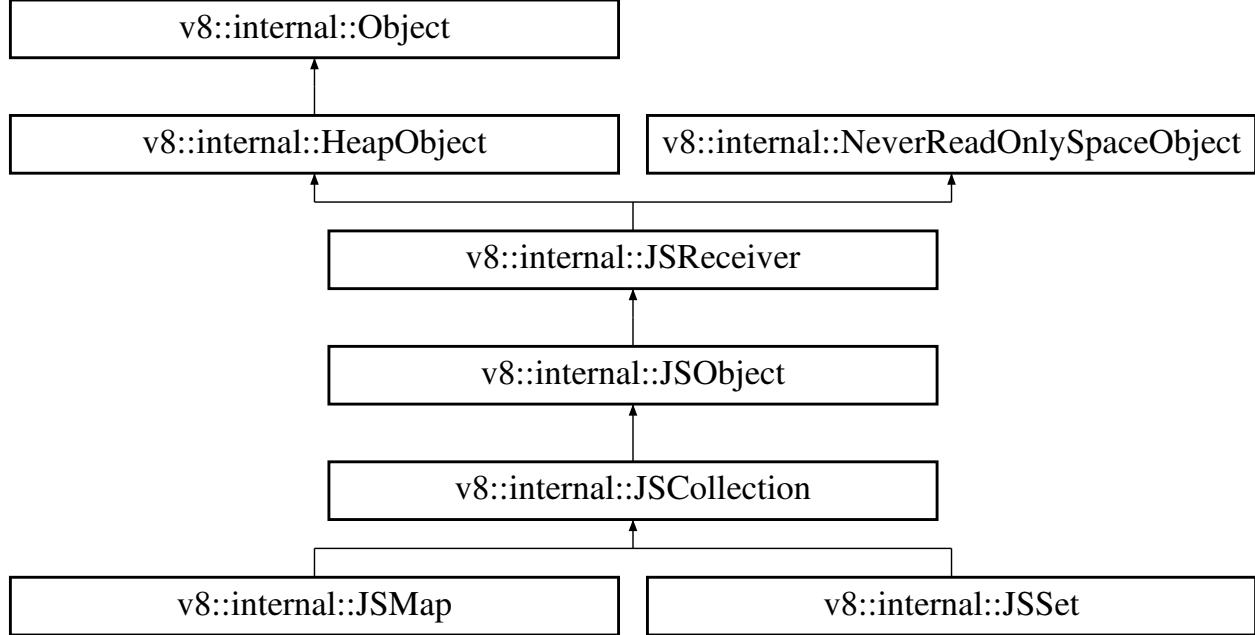 v8::internal::Object
v8::internal::HeapObject
v8::internal::NeverReadOnlySpaceObject
v8::internal::JSReceiver
v8::internal::JSObject
v8::internal::JSCollection
v8::internal::JSMap
v8::internal::JSSet